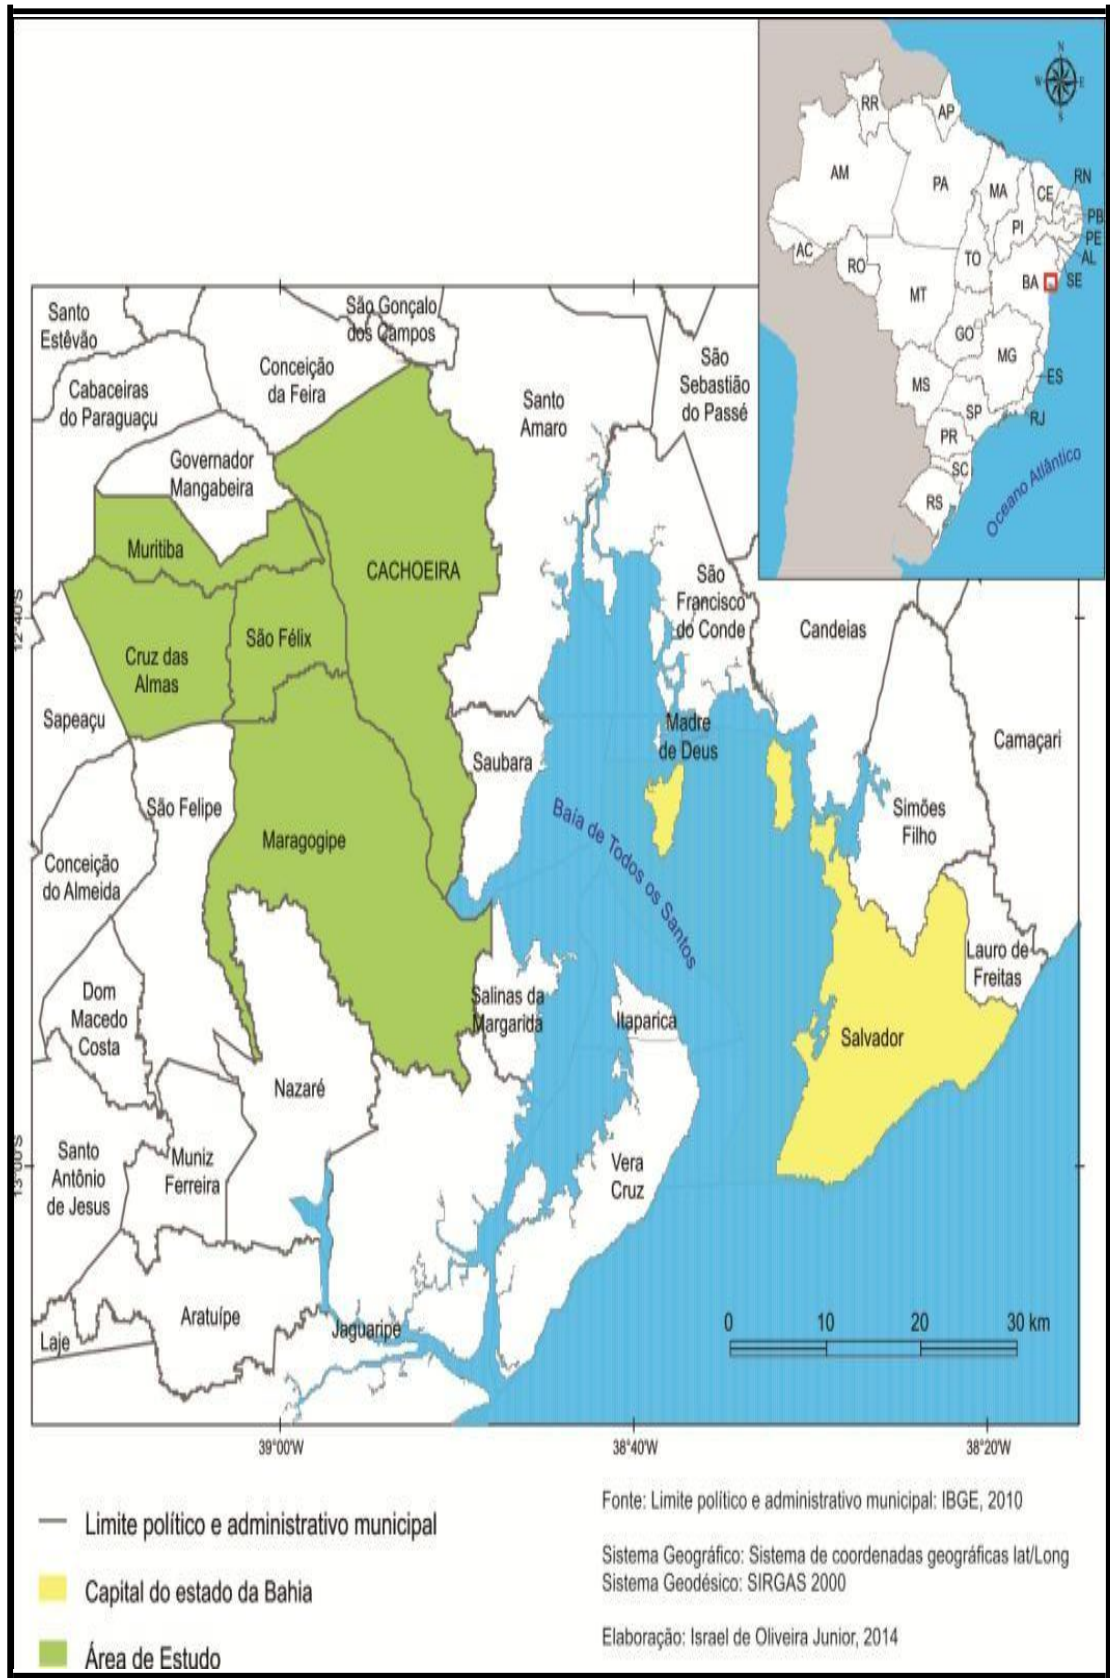 N
W
E
S
RR
AP
AM
PA
MA
CE
RN
PB
PI
PE
AL
AC
RO
TO
BA
SE
MT
GO
MG
MS
ES
SP
RJ
PR
SC
RS
Oceano Atlântico
Santo
Estêvão
São Gonçalo
dos Campos
Conceição
da Feira
Cabaceiras
do Paraguaçu
Santo
Amaro
São
Sebastião
do Passé
Governador
Mangabeira
Muritiba
CACHOEIRA
São
Francisco
do Conde
Candeias
12°40'S
São Félix
Cruz das
Almas
Sapeaçu
Saubara
Madre
de Deus
Camaçari
São Felipe
Maragogipe
Baía de Todos os Santos
Simões
Filho
Conceição
do Almeida
Lauro de
Freitas
Dom
Macedo
Costa
Salinas da
Margarida
Itaparica
Salvador
Nazaré
13°00'S
Santo
Antônio
de Jesus
Muniz
Ferreira
Vera
Cruz
Aratuípe
Laje
Jaguaripe
0 10 20 30 km
39°00'W 38°40'W 38°20'W
Limite político e administrativo municipal
Capital do estado da Bahia
Área de Estudo
Fonte: Limite político e administrativo municipal: IBGE, 2010
Sistema Geográfico: Sistema de coordenadas geográficas lat/Long
Sistema Geodésico: SIRGAS 2000
Elaboração: Israel de Oliveira Junior, 2014